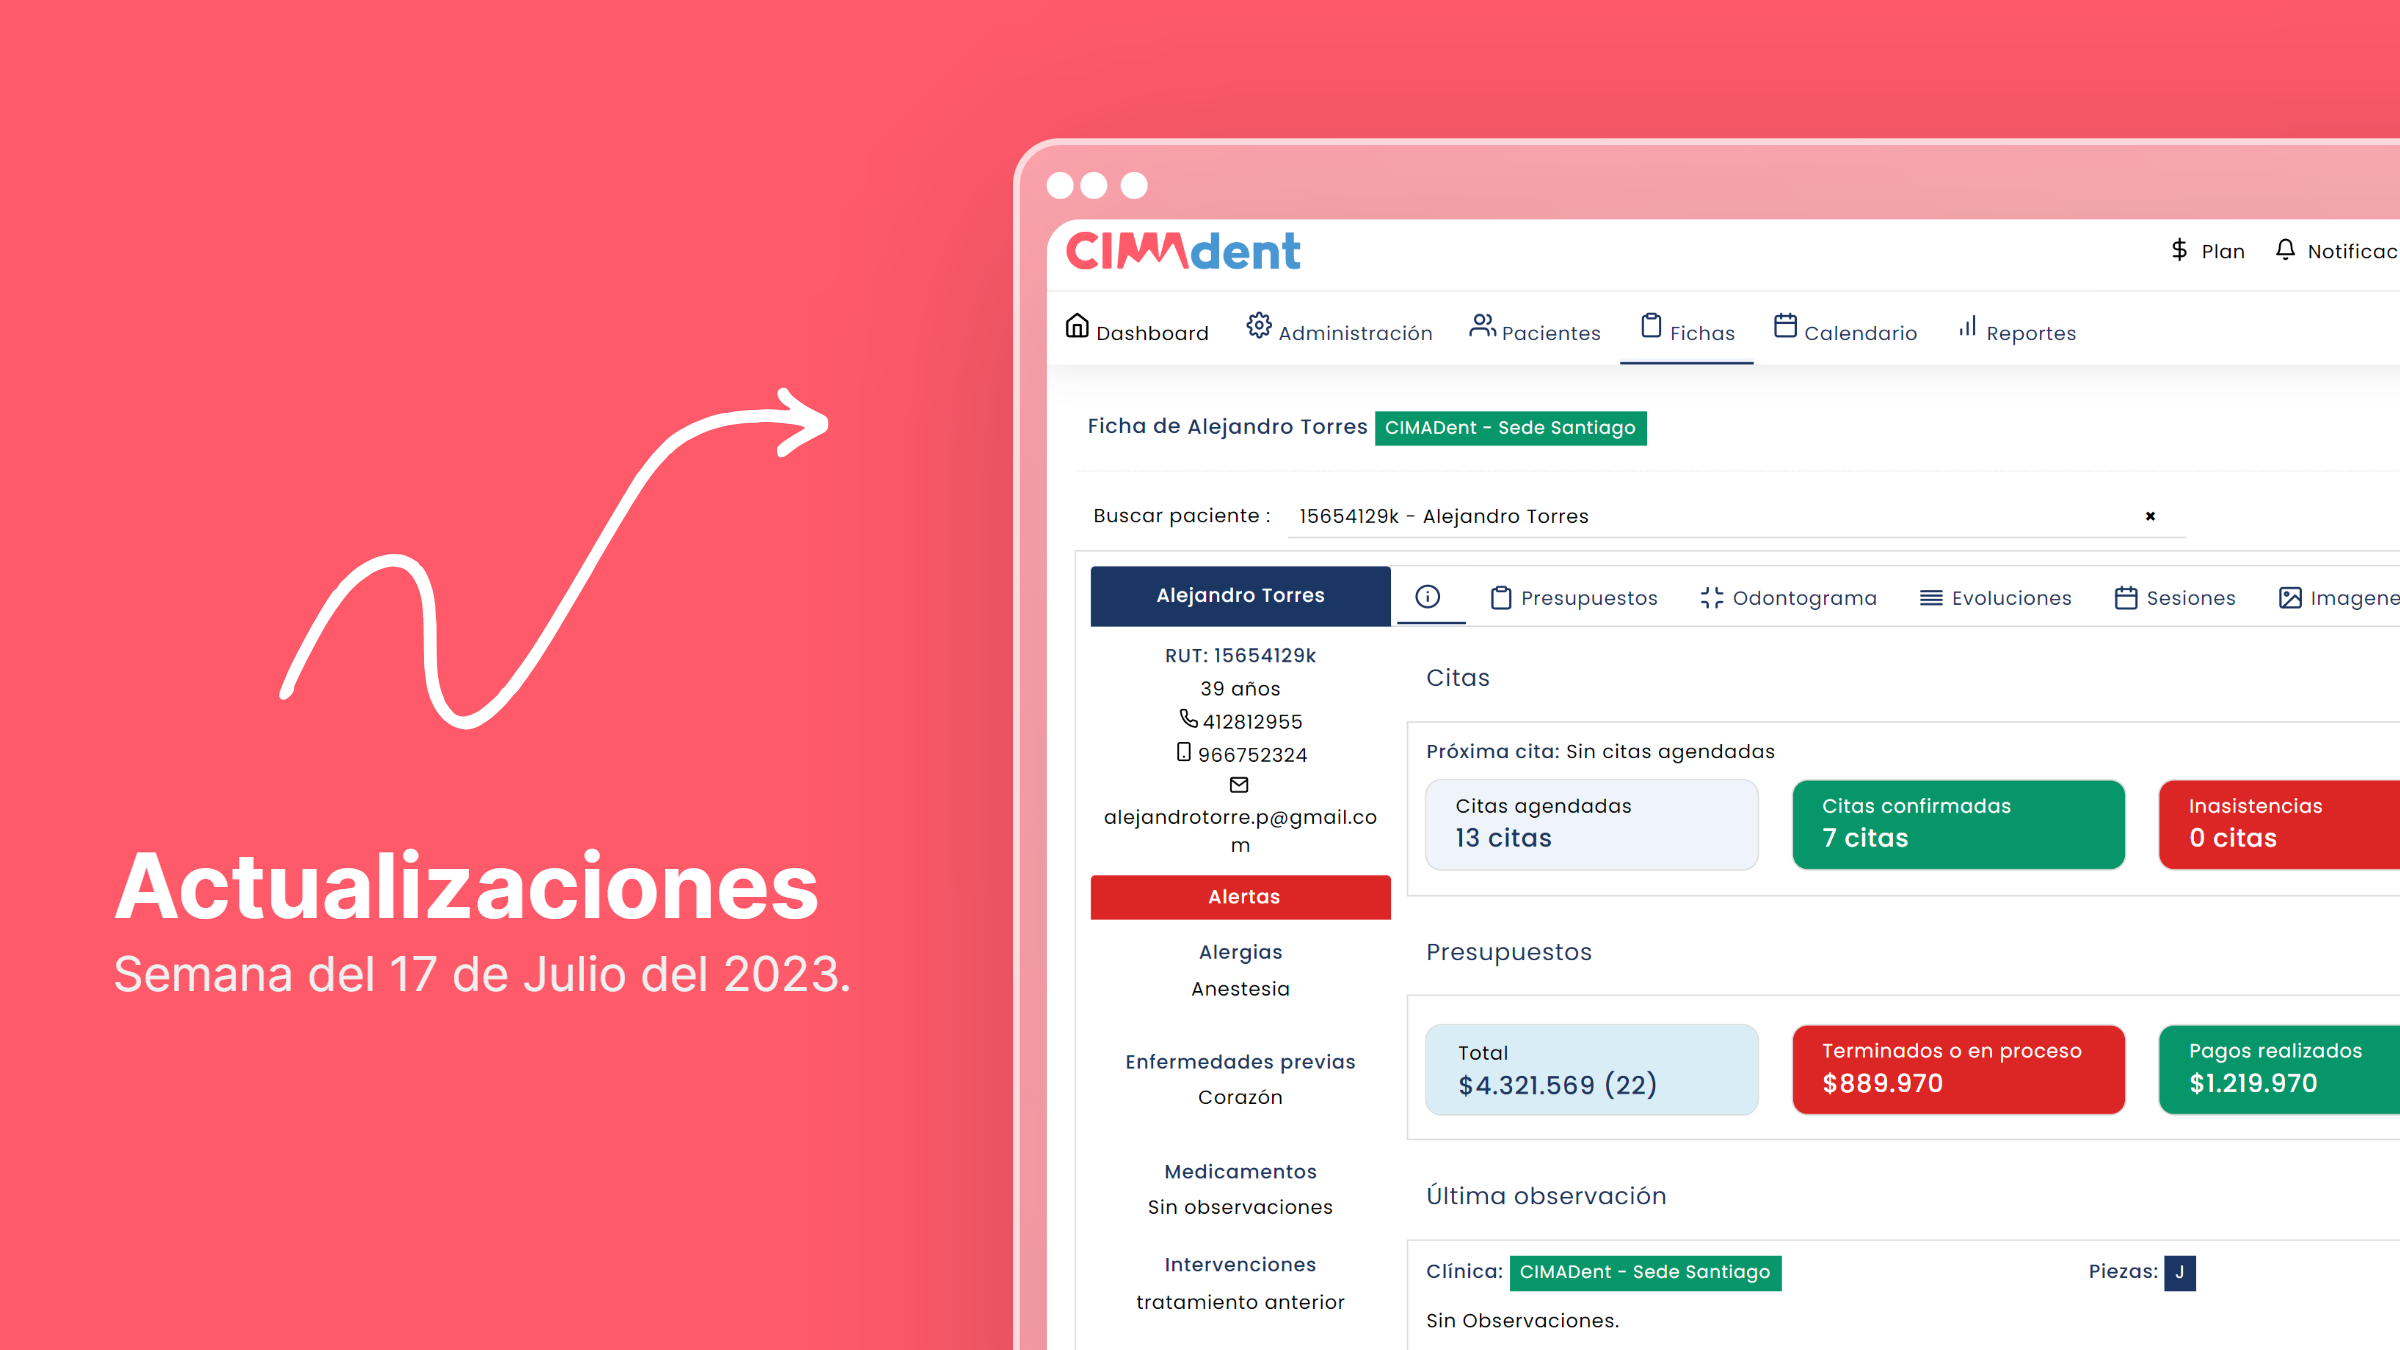 Actualizaciones
Semana del 17 de Julio del 2023.
CIMAdent
Plan
Notificac
Dashboard
Administración
Pacientes
Fichas
Calendario
Reportes
Ficha de Alejandro Torres
CIMADent - Sede Santiago
Buscar paciente :
15654129k - Alejandro Torres
Alejandro Torres
Presupuestos
Odontograma
Evoluciones
Sesiones
Imagene
RUT: 15654129k
39 años
412812955
966752324
alejandrotorre.p@gmail.co
m
Alertas
Alergias
Anestesia
Enfermedades previas
Corazón
Medicamentos
Sin observaciones
Intervenciones
tratamiento anterior
Citas
Próxima cita: Sin citas agendadas
Citas agendadas
13 citas
Citas confirmadas
7 citas
Inasistencias
0 citas
Presupuestos
Total
$4.321.569 (22)
Terminados o en proceso
$889.970
Pagos realizados
$1.219.970
Última observación
Clínica: CIMADent - Sede Santiago
Piezas: J
Sin Observaciones.